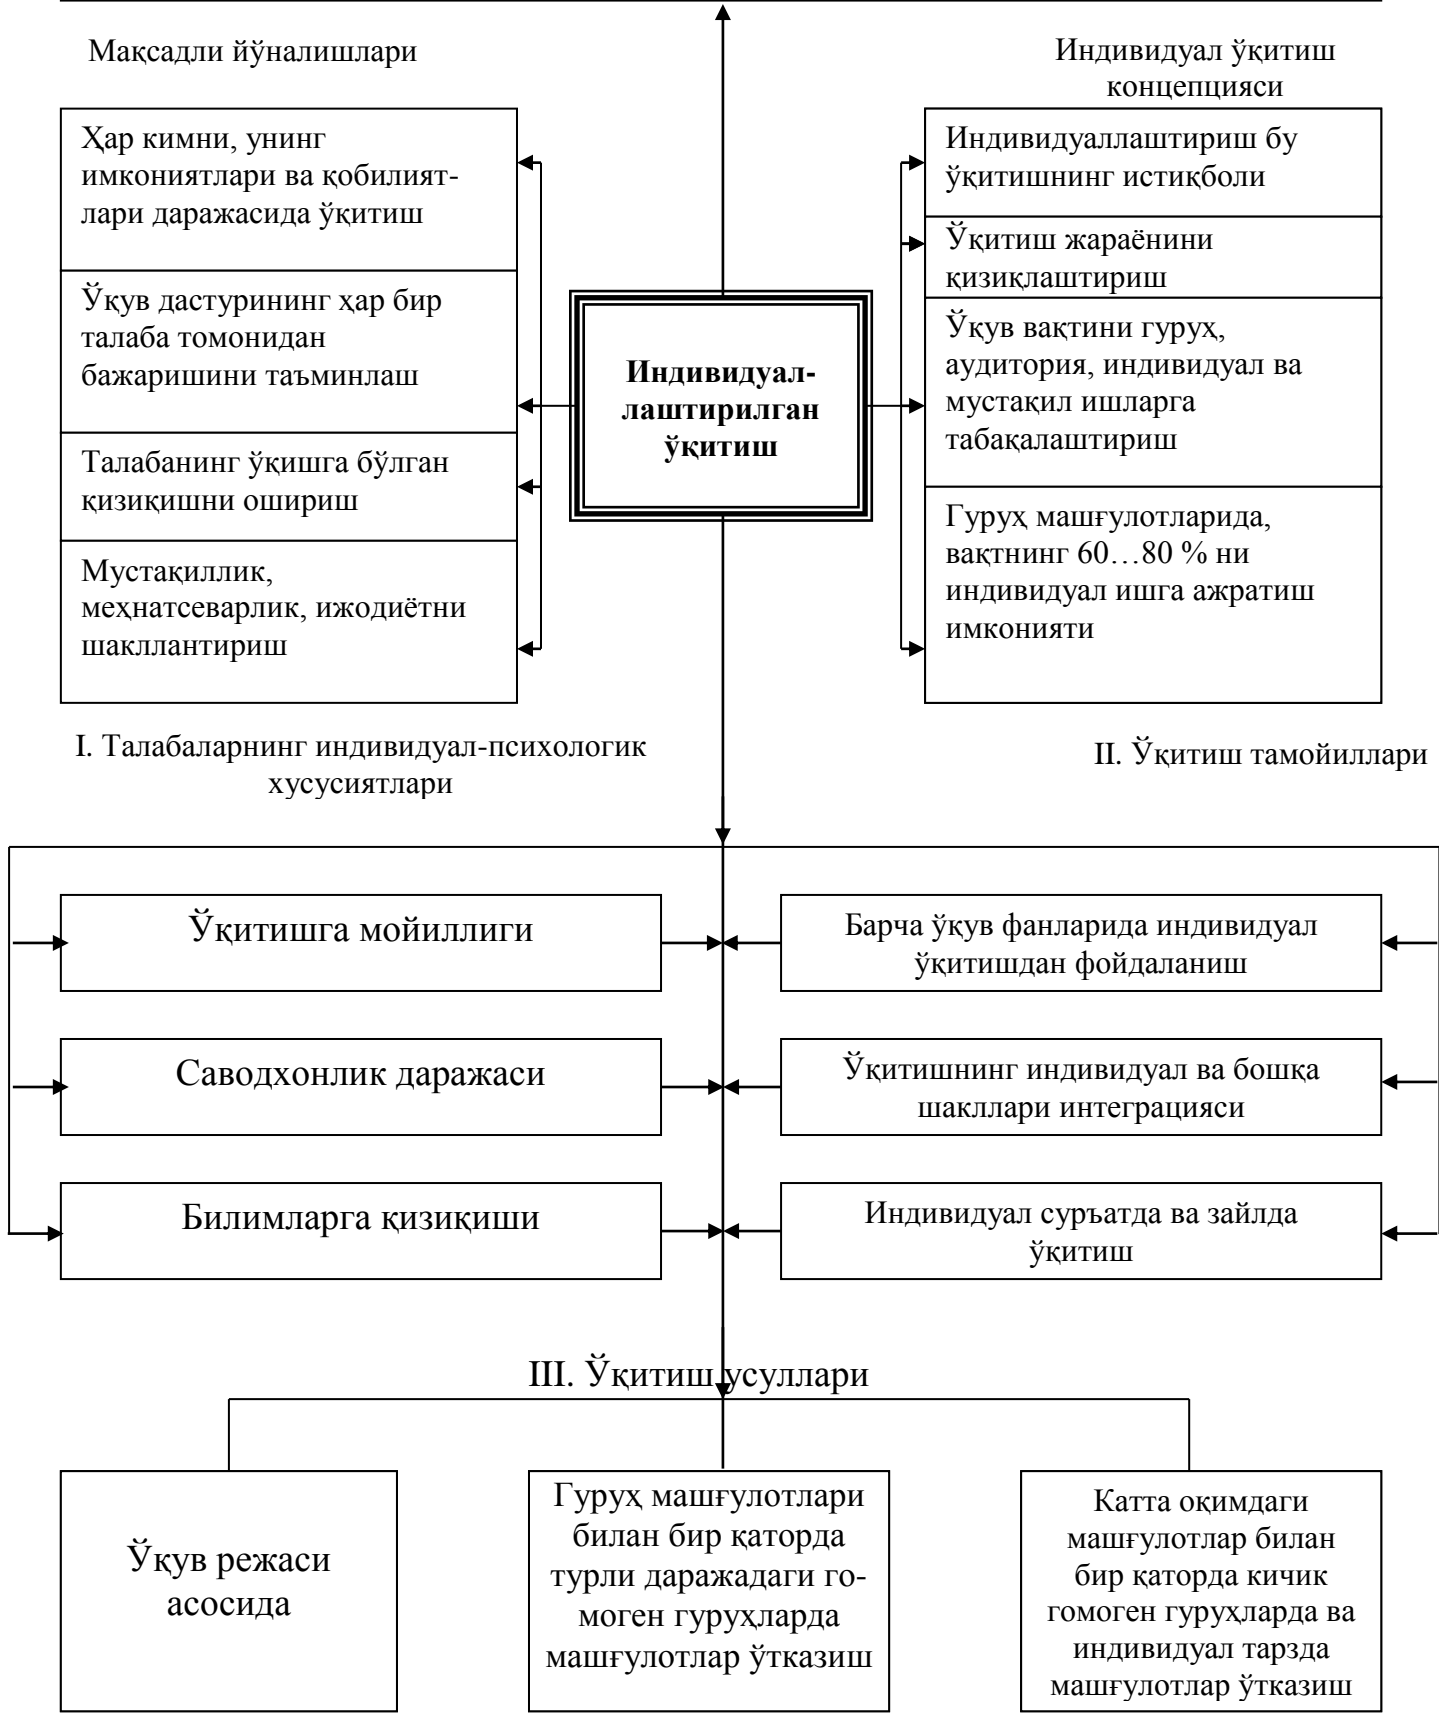 Мақсадли йўналишлари
Индивидуал ўқитиш
концепцияси
Ҳар кимни, унинг
имкониятлари ва қобилият-
лари даражасида ўқитиш
Ўқув дастурининг ҳар бир
талаба томонидан
бажаришини таъминлаш
Талабанинг ўқишга бўлган
қизиқишни ошириш
Мустақиллик,
меҳнатсеварлик, ижодиётни
шакллантириш
Индивидуал-
лаштирилган
ўқитиш
Индивидуаллаштириш бу
ўқитишнинг истиқболи
Ўқитиш жараёнини
қизиқлаштириш
Ўқув вақтини гуруҳ,
аудитория, индивидуал ва
мустақил ишларга
табақалаштириш
Гуруҳ машғулотларида,
вақтнинг 60…80 % ни
индивидуал ишга ажратиш
имконияти
I. Талабаларнинг индивидуал-психологик
хусусиятлари
II. Ўқитиш тамойиллари
Ўқитишга мойиллиги
Саводхонлик даражаси
Билимларга қизиқиши
Барча ўқув фанларида индивидуал
ўқитишдан фойдаланиш
Ўқитишнинг индивидуал ва бошқа
шакллари интеграцияси
Индивидуал суръатда ва зайлда
ўқитиш
III. Ўқитиш усуллари
Ўқув режаси
асосида
Гуруҳ машғулотлари
билан бир қаторда
турли даражадаги го-
моген гуруҳларда
машғулотлар ўтказиш
Катта оқимдаги
машғулотлар билан
бир қаторда кичик
гомоген гуруҳларда ва
индивидуал тарзда
машғулотлар ўтказиш